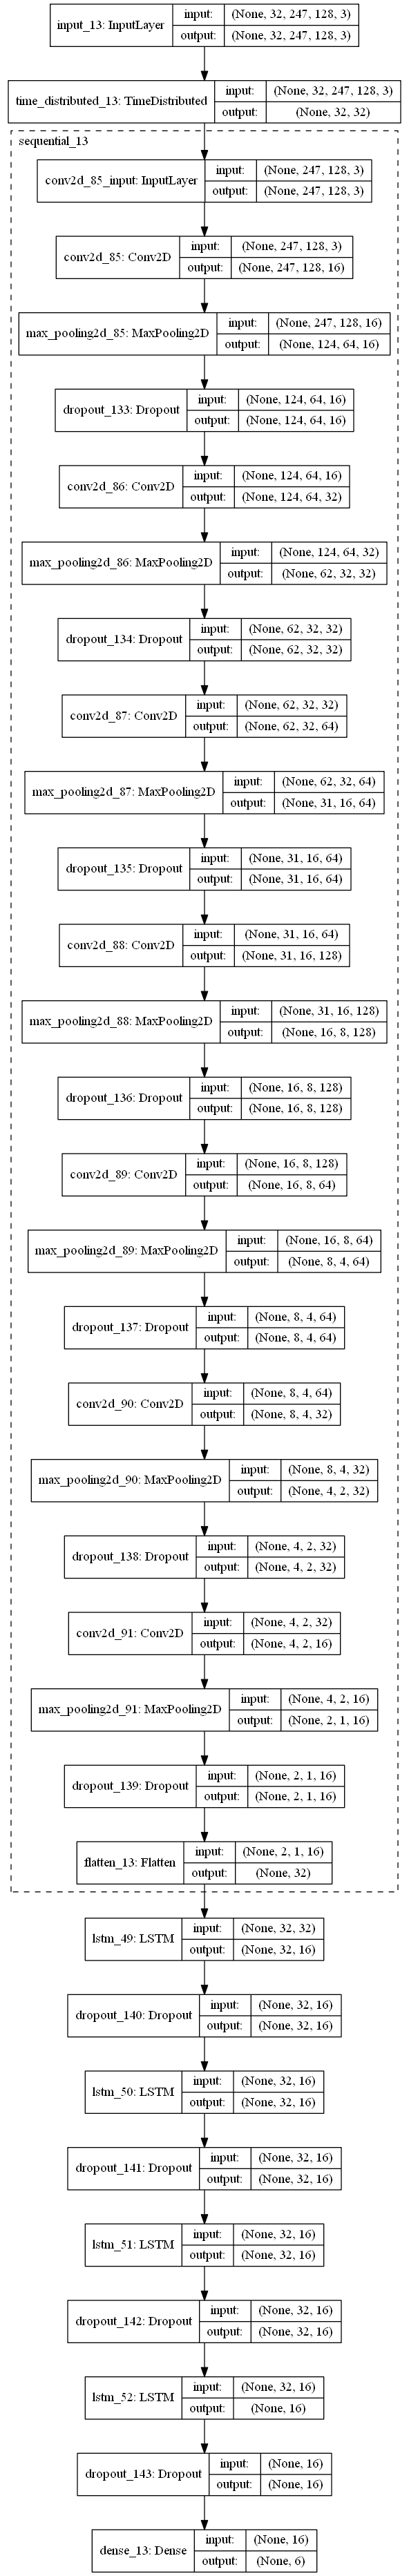 input_13: InputLayer
input: (None, 32, 247, 128, 3)
output: (None, 32, 247, 128, 3)
time_distributed_13: TimeDistributed
input: (None, 32, 247, 128, 3)
output: (None, 32, 32)
sequential_13
conv2d_85_input: InputLayer
input: (None, 247, 128, 3)
output: (None, 247, 128, 3)
conv2d_85: Conv2D
input: (None, 247, 128, 3)
output: (None, 247, 128, 16)
max_pooling2d_85: MaxPooling2D
input: (None, 247, 128, 16)
output: (None, 124, 64, 16)
dropout_133: Dropout
input: (None, 124, 64, 16)
output: (None, 124, 64, 16)
conv2d_86: Conv2D
input: (None, 124, 64, 16)
output: (None, 124, 64, 32)
max_pooling2d_86: MaxPooling2D
input: (None, 124, 64, 32)
output: (None, 62, 32, 32)
dropout_134: Dropout
input: (None, 62, 32, 32)
output: (None, 62, 32, 32)
conv2d_87: Conv2D
input: (None, 62, 32, 32)
output: (None, 62, 32, 64)
max_pooling2d_87: MaxPooling2D
input: (None, 62, 32, 64)
output: (None, 31, 16, 64)
dropout_135: Dropout
input: (None, 31, 16, 64)
output: (None, 31, 16, 64)
conv2d_88: Conv2D
input: (None, 31, 16, 64)
output: (None, 31, 16, 128)
max_pooling2d_88: MaxPooling2D
input: (None, 31, 16, 128)
output: (None, 16, 8, 128)
dropout_136: Dropout
input: (None, 16, 8, 128)
output: (None, 16, 8, 128)
conv2d_89: Conv2D
input: (None, 16, 8, 128)
output: (None, 16, 8, 64)
max_pooling2d_89: MaxPooling2D
input: (None, 16, 8, 64)
output: (None, 8, 4, 64)
dropout_137: Dropout
input: (None, 8, 4, 64)
output: (None, 8, 4, 64)
conv2d_90: Conv2D
input: (None, 8, 4, 64)
output: (None, 8, 4, 32)
max_pooling2d_90: MaxPooling2D
input: (None, 8, 4, 32)
output: (None, 4, 2, 32)
dropout_138: Dropout
input: (None, 4, 2, 32)
output: (None, 4, 2, 32)
conv2d_91: Conv2D
input: (None, 4, 2, 32)
output: (None, 4, 2, 16)
max_pooling2d_91: MaxPooling2D
input: (None, 4, 2, 16)
output: (None, 2, 1, 16)
dropout_139: Dropout
input: (None, 2, 1, 16)
output: (None, 2, 1, 16)
flatten_13: Flatten
input: (None, 2, 1, 16)
output: (None, 32)
lstm_49: LSTM
input: (None, 32, 32)
output: (None, 32, 16)
dropout_140: Dropout
input: (None, 32, 16)
output: (None, 32, 16)
lstm_50: LSTM
input: (None, 32, 16)
output: (None, 32, 16)
dropout_141: Dropout
input: (None, 32, 16)
output: (None, 32, 16)
lstm_51: LSTM
input: (None, 32, 16)
output: (None, 32, 16)
dropout_142: Dropout
input: (None, 32, 16)
output: (None, 32, 16)
lstm_52: LSTM
input: (None, 32, 16)
output: (None, 16)
dropout_143: Dropout
input: (None, 16)
output: (None, 16)
dense_13: Dense
input: (None, 16)
output: (None, 6)